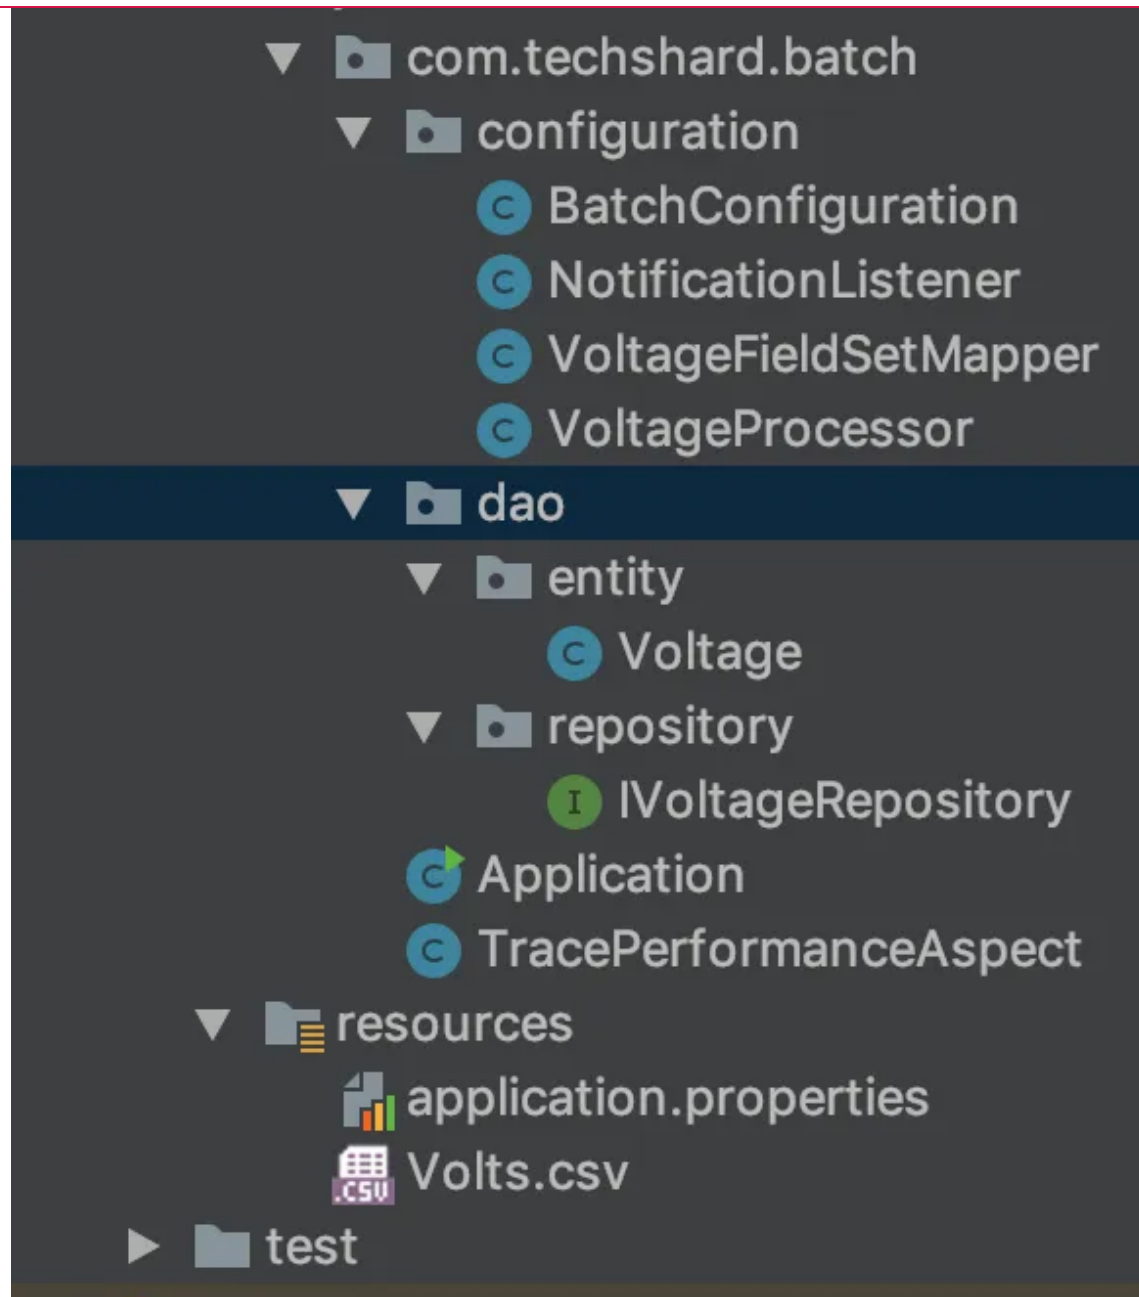 com.techshard.batch
configuration
C BatchConfiguration
C NotificationListener
C VoltageFieldSetMapper
C VoltageProcessor
dao
entity
C Voltage
repository
I IVoltageRepository
C Application
C TracePerformanceAspect
resources
application.properties
.CSV Volts.csv
test